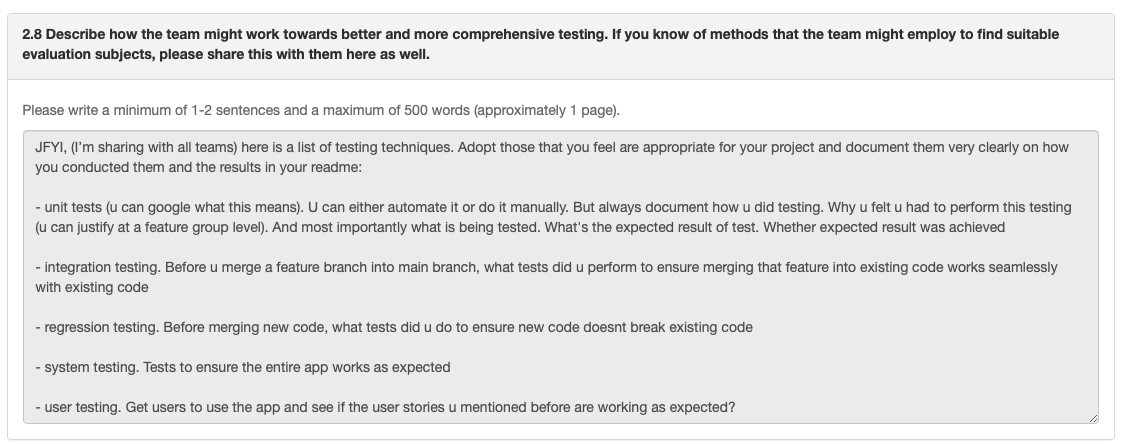 2.8 Describe how the team might work towards better and more comprehensive testing. If you know of methods that the team might employ to find suitable
evaluation subjects, please share this with them here as well.
Please write a minimum of 1-2 sentences and a maximum of 500 words (approximately 1 page).
JFYI, (I'm sharing with all teams) here is a list of testing techniques. Adopt those that you feel are appropriate for your project and document them very clearly on how
you conducted them and the results in your readme:
- unit tests (u can google what this means). U can either automate it or do it manually. But always document how u did testing. Why u felt u had to perform this testing
(u can justify at a feature group level). And most importantly what is being tested. What's the expected result of test. Whether expected result was achieved
- integration testing. Before u merge a feature branch into main branch, what tests did u perform to ensure merging that feature into existing code works seamlessly
with existing code
- regression testing. Before merging new code, what tests did u do to ensure new code doesnt break existing code
- system testing. Tests to ensure the entire app works as expected
- user testing. Get users to use the app and see if the user stories u mentioned before are working as expected?